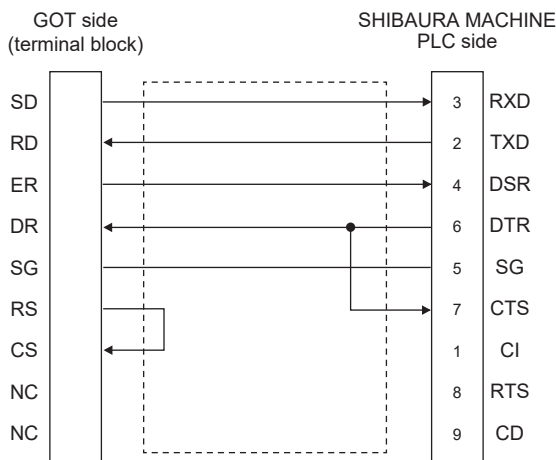 GOT side
(terminal block)
SHIBAURA MACHINE
PLC side
SD 3 RXD
RD 2 TXD
ER 4 DSR
DR 6 DTR
SG 5 SG
RS 7 CTS
CS 1 CI
NC 8 RTS
NC 9 CD